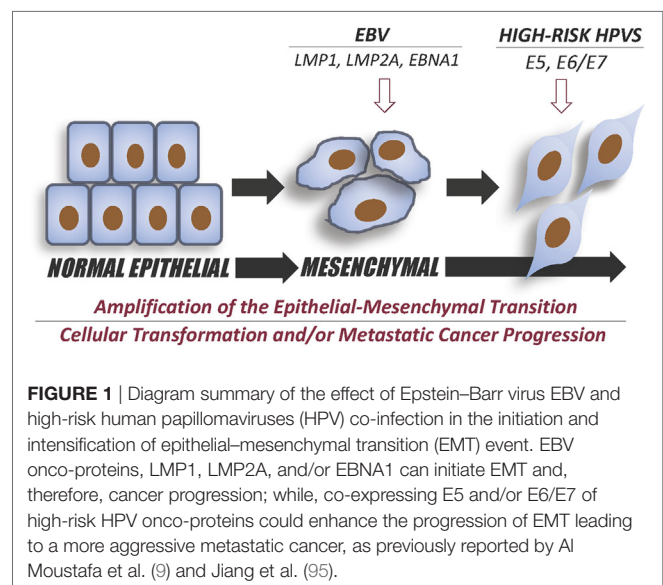 EBV
LMP1, LMP2A, EBNA1
HIGH-RISK HPVS
E5, E6/E7
NORMAL EPITHELIAL
MESENCHYMAL
Amplification of the Epithelial-Mesenchymal Transition
Cellular Transformation and/or Metastatic Cancer Progression
FIGURE 1 | Diagram summary of the effect of Epstein–Barr virus EBV and
high-risk human papillomaviruses (HPV) co-infection in the initiation and
intensification of epithelial–mesenchymal transition (EMT) event. EBV
onco-proteins, LMP1, LMP2A, and/or EBNA1 can initiate EMT and,
therefore, cancer progression; while, co-expressing E5 and/or E6/E7 of
high-risk HPV onco-proteins could enhance the progression of EMT leading
to a more aggressive metastatic cancer, as previously reported by Al
Moustafa et al. (9) and Jiang et al. (95).